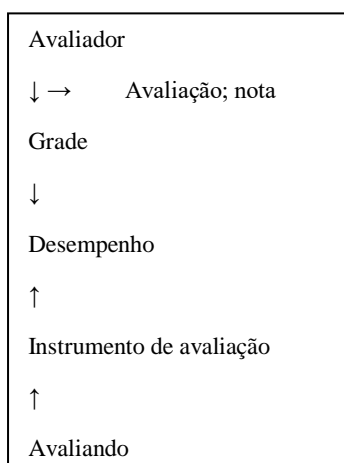 Avaliador
↓ → Avaliação; nota
Grade
↓
Desempenho
↑
Instrumento de avaliação
↑
Avaliando